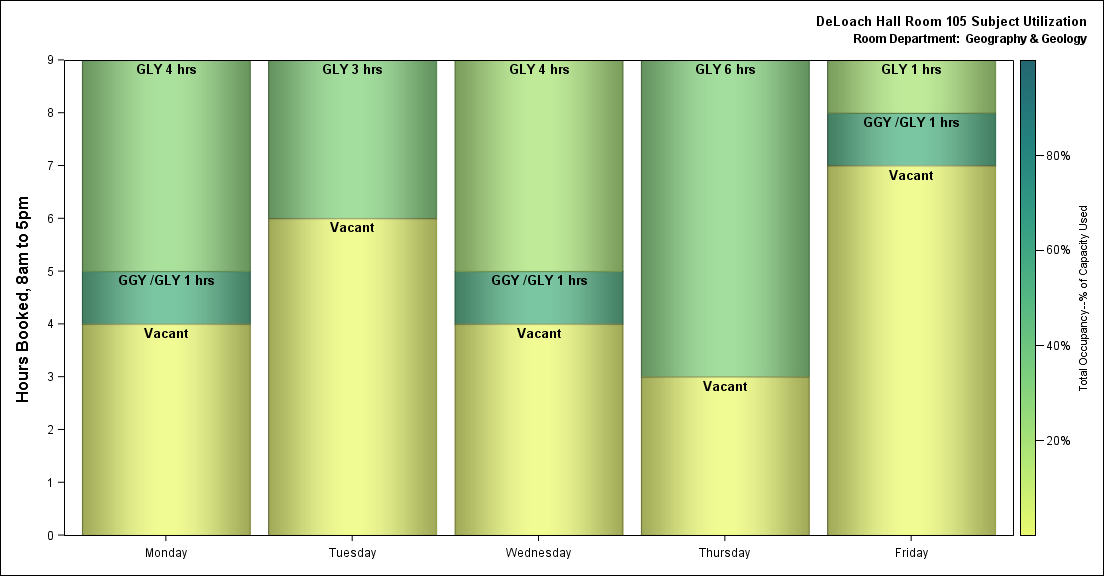 DeLoach Hall Room 105 Subject Utilization
Room Department: Geography & Geology
Hours Booked, 8am to 5pm
9
8
7
6
5
4
3
2
1
0
GLY 4 hrs
GGY /GLY 1 hrs
Vacant
GLY 3 hrs
Vacant
GLY 4 hrs
GGY /GLY 1 hrs
Vacant
GLY 6 hrs
Vacant
GLY 1 hrs
GGY /GLY 1 hrs
Vacant
Monday
Tuesday
Wednesday
Thursday
Friday
80%
60%
40%
20%
Total Occupancy--% of Capacity Used